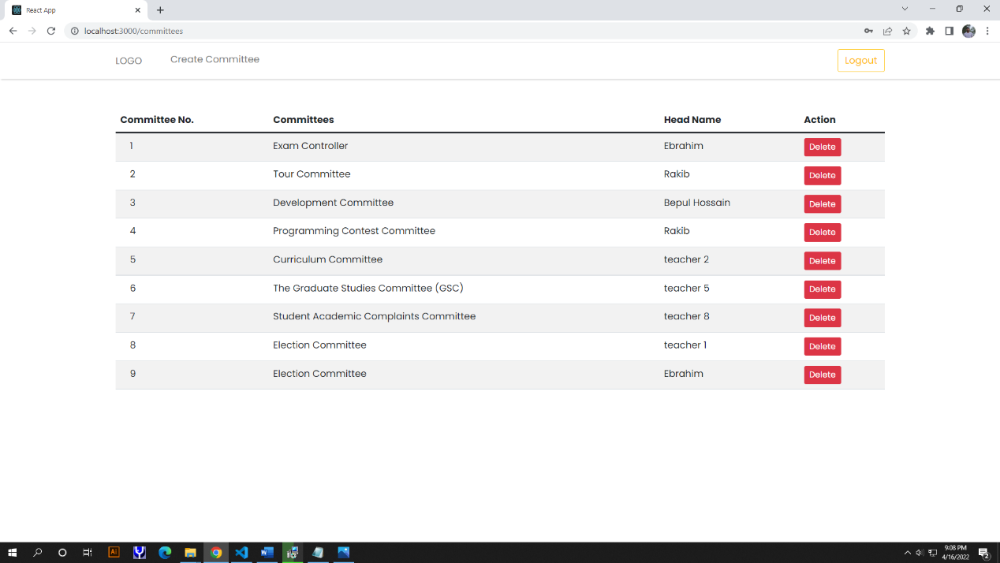 React App
localhost:3000/committees
LOGO Create Committee Logout
Committee No. Committees Head Name Action
1 Exam Controller Ebrahim Delete
2 Tour Committee Rakib Delete
3 Development Committee Bepul Hossain Delete
4 Programming Contest Committee Rakib Delete
5 Curriculum Committee teacher 2 Delete
6 The Graduate Studies Committee (GSC) teacher 5 Delete
7 Student Academic Complaints Committee teacher 8 Delete
8 Election Committee teacher 1 Delete
9 Election Committee Ebrahim Delete
Ai
9:08 PM
4/16/2022
2